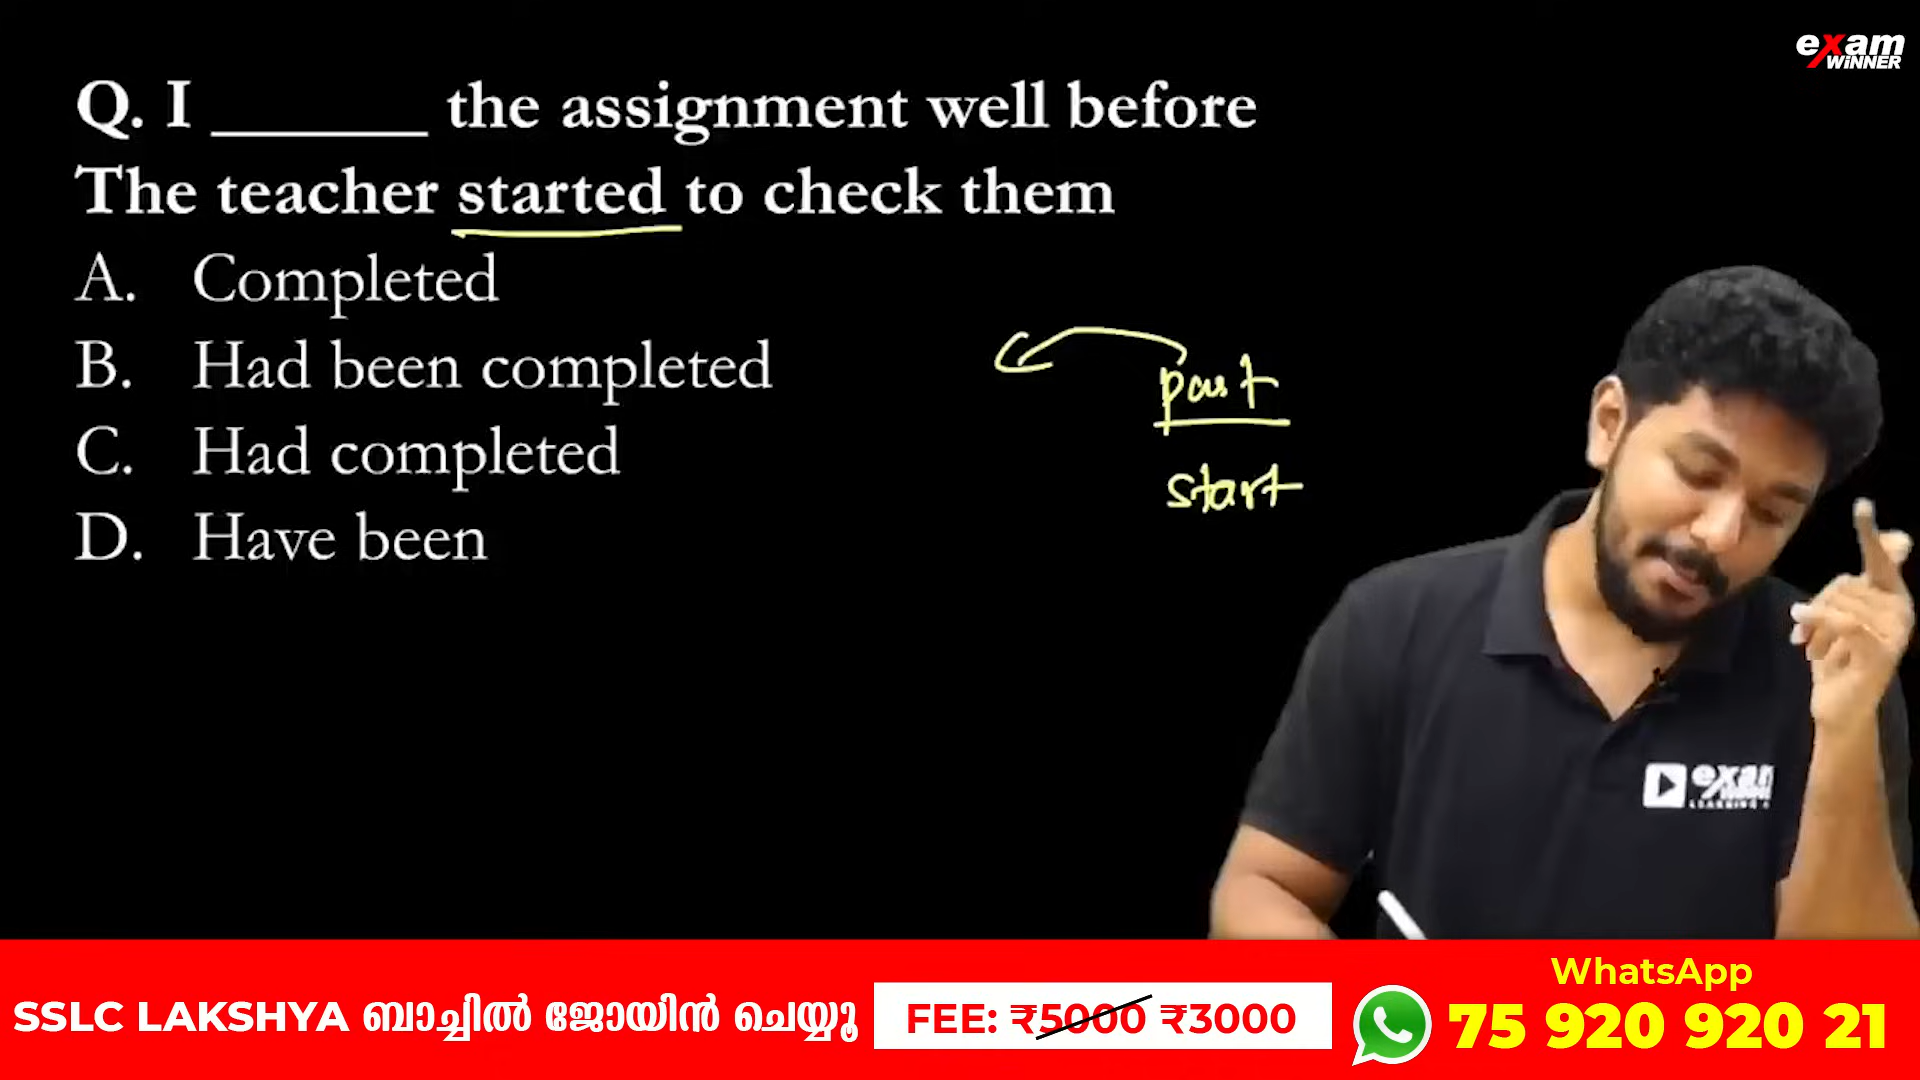 exam
WiNNER
Q. I ______ the assignment well before
The teacher started to check them
A. Completed
B. Had been completed
C. Had completed
D. Have been
past
start
exam
SSLC LAKSHYA ബാച്ചിൽ ജോയിൻ ചെയ്യൂ
FEE: ₹5000 ₹3000
WhatsApp
75 920 920 21